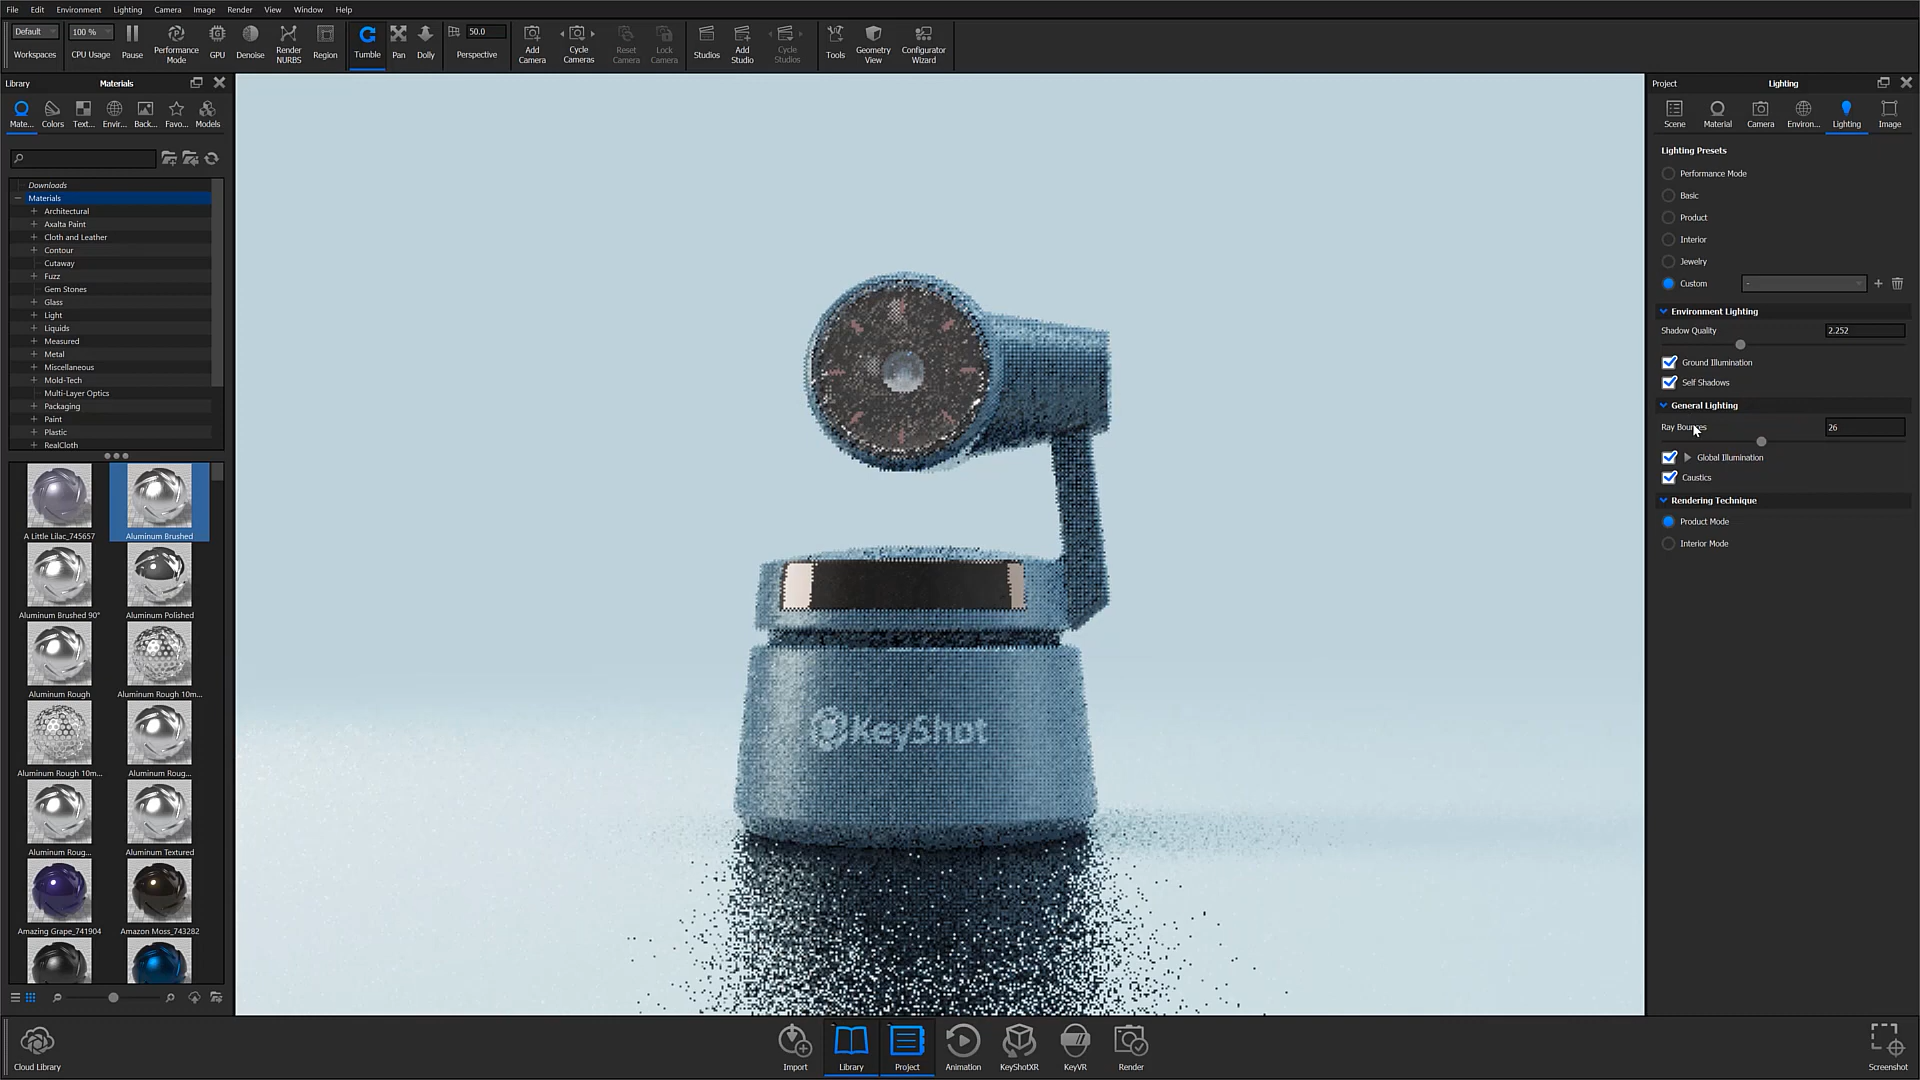 File Edit Environment Lighting Camera Image Render View Window Help
Default 100 % 50.0
Workspaces CPU Usage Pause Performance Mode GPU Denoise Render NURBS Region Tumble Pan Dolly Perspective Add Camera Cycle Cameras Reset Camera Lock Camera Studios Add Studio Cycle Studios Tools Geometry View Configurator Wizard
Library Materials
Mate... Colors Text... Envir... Back... Favo... Models
Downloads
Materials
Architectural
Axalta Paint
Cloth and Leather
Contour
Cutaway
Fuzz
Gem Stones
Glass
Light
Liquids
Measured
Metal
Miscellaneous
Mold-Tech
Multi-Layer Optics
Packaging
Paint
Plastic
RealCloth
A Little Lilac_745657 Aluminum Brushed
Aluminum Brushed 90° Aluminum Polished
Aluminum Rough Aluminum Rough 10m...
Aluminum Rough 10m... Aluminum Roug...
Aluminum Roug... Aluminum Textured
Amazing Grape_741904 Amazon Moss_743282
KeyShot
Project Lighting
Scene Material Camera Environ... Lighting Image
Lighting Presets
Performance Mode
Basic
Product
Interior
Jewelry
Custom -
Environment Lighting
Shadow Quality 2.252
Ground Illumination
Self Shadows
General Lighting
Ray Bounces 26
Global Illumination
Caustics
Rendering Technique
Product Mode
Interior Mode
Cloud Library Import Library Project Animation KeyShotXR KeyVR Render Screenshot